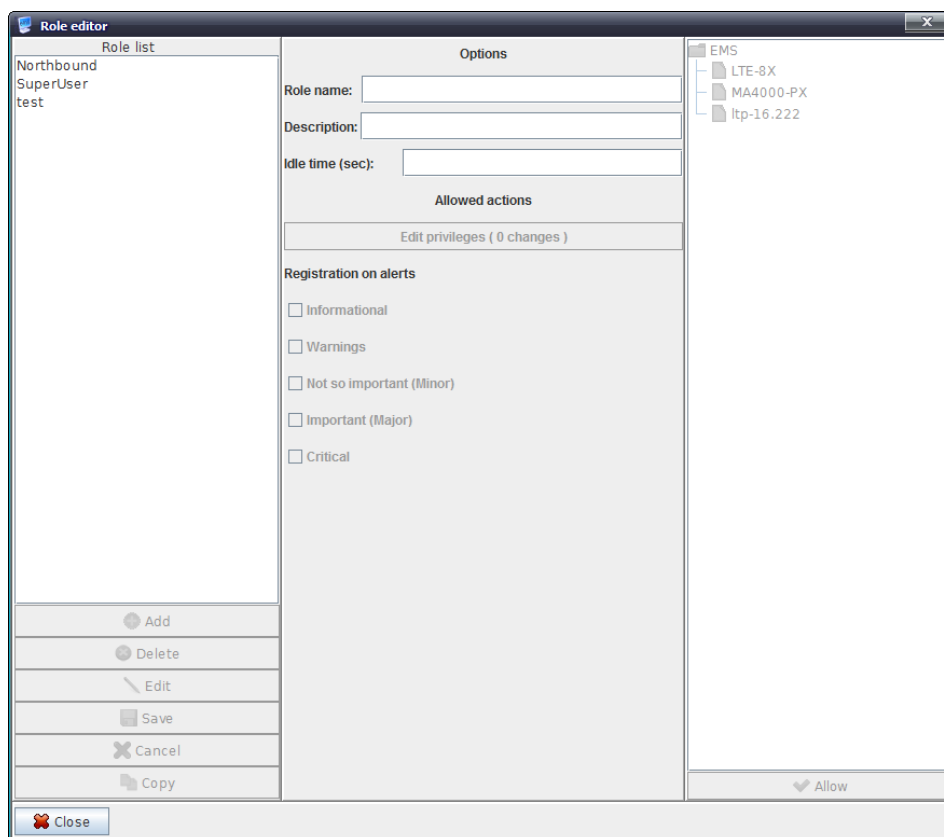 Role editor
x
Role list
Northbound
SuperUser
test
Add
Delete
Edit
Save
Cancel
Copy
Close
Options
Role name:
Description:
Idle time (sec):
Allowed actions
Edit privileges ( 0 changes )
Registration on alerts
Informational
Warnings
Not so important (Minor)
Important (Major)
Critical
EMS
LTE-8X
MA4000-PX
ltp-16.222
Allow